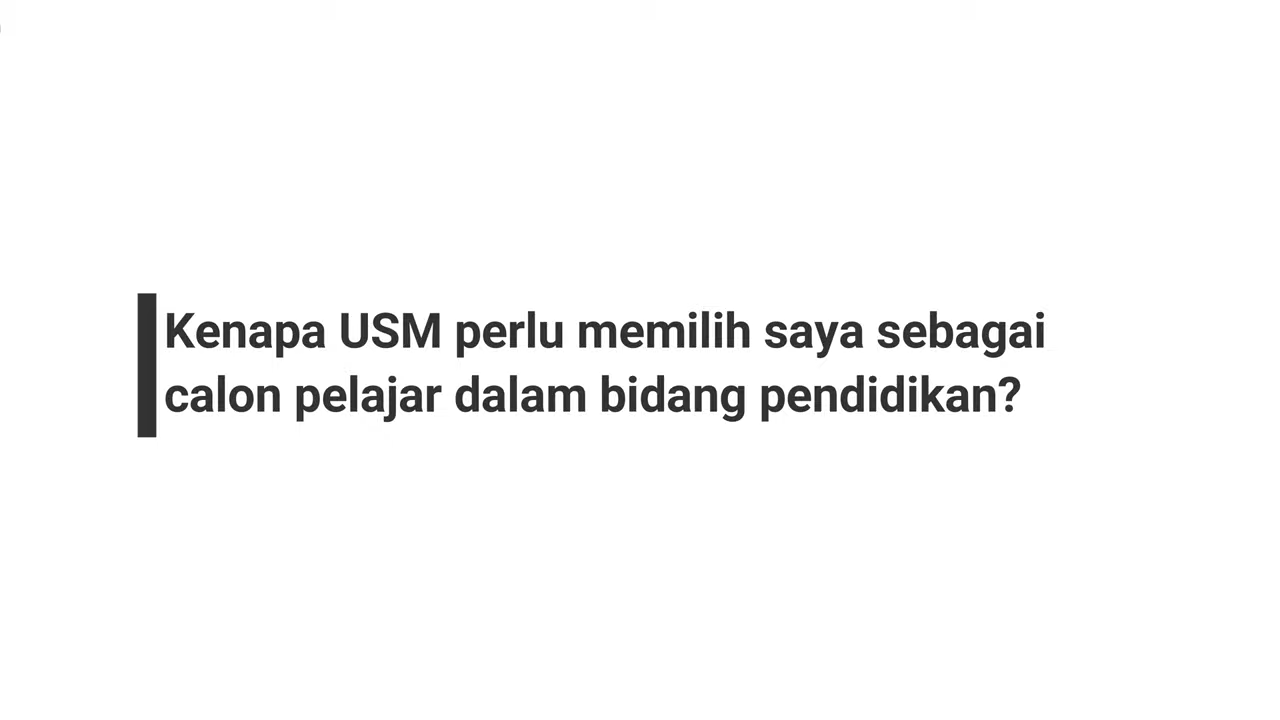 Kenapa USM perlu memilih saya sebagai
calon pelajar dalam bidang pendidikan?